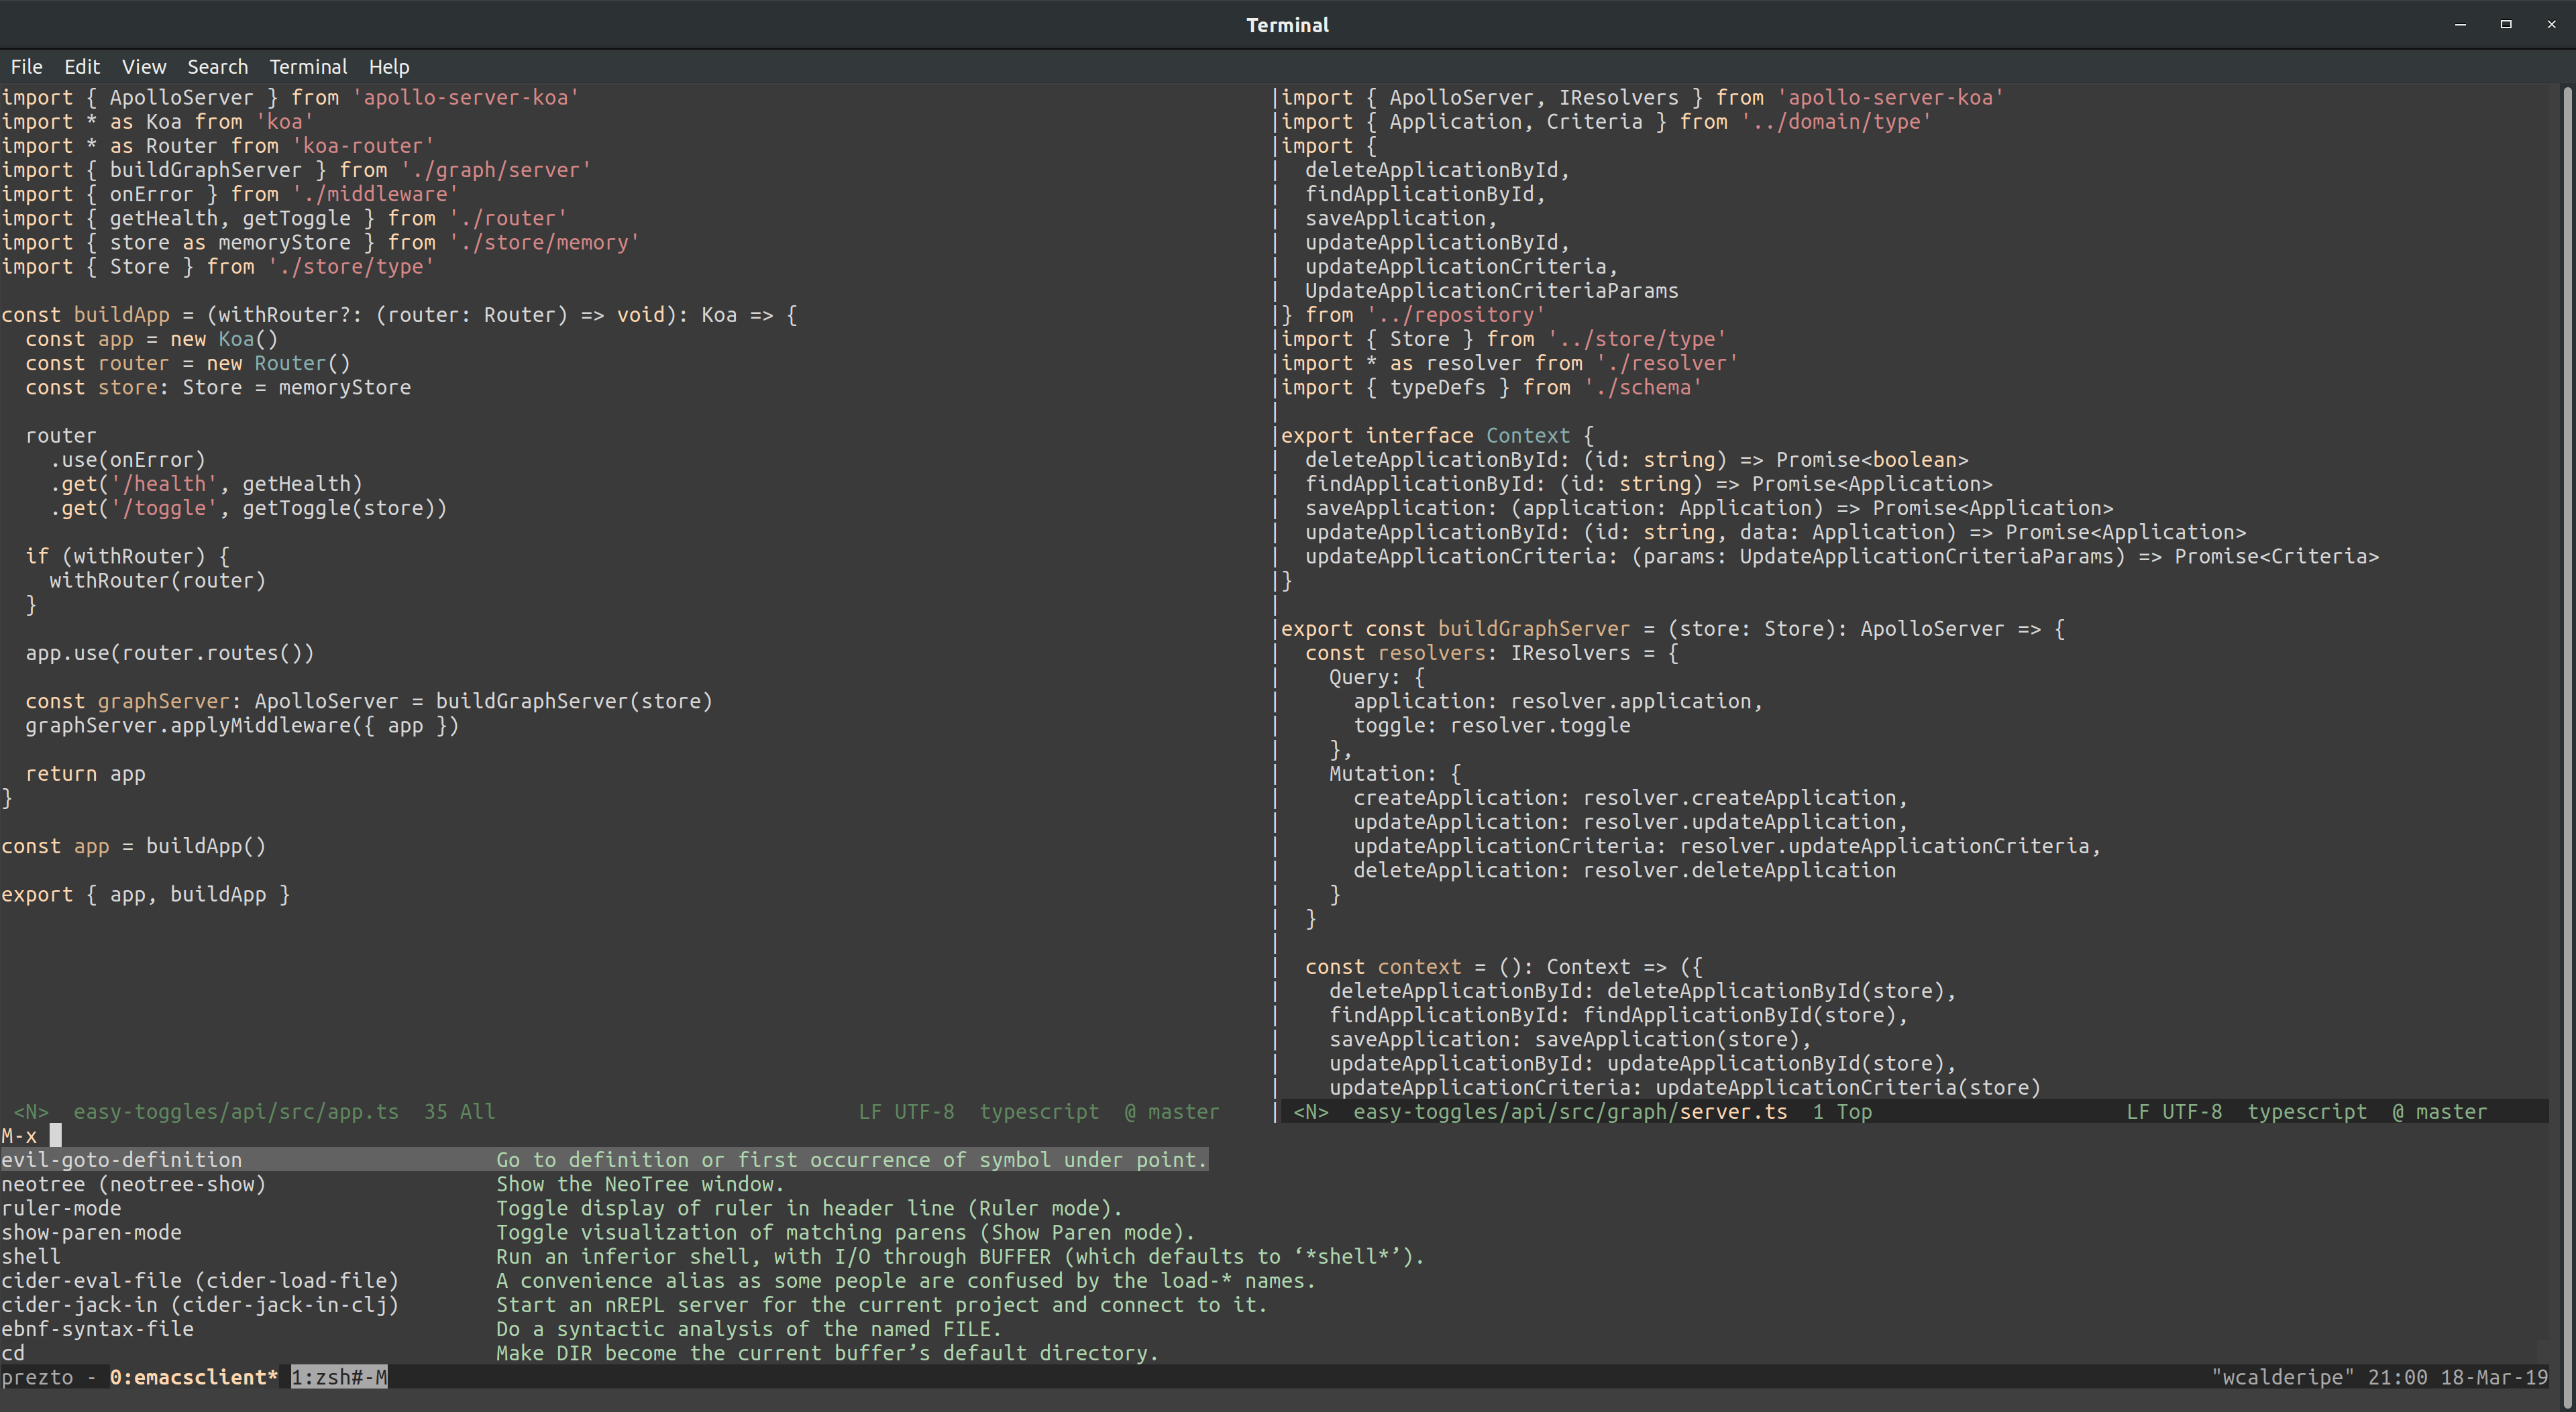 Terminal
File Edit View Search Terminal Help
import { ApolloServer } from 'apollo-server-koa'
import * as Koa from 'koa'
import * as Router from 'koa-router'
import { buildGraphServer } from './graph/server'
import { onError } from './middleware'
import { getHealth, getToggle } from './router'
import { store as memoryStore } from './store/memory'
import { Store } from './store/type'
const buildApp = (withRouter?: (router: Router) => void): Koa => {
  const app = new Koa()
  const router = new Router()
  const store: Store = memoryStore
  router
    .use(onError)
    .get('/health', getHealth)
    .get('/toggle', getToggle(store))
  if (withRouter) {
    withRouter(router)
  }
  app.use(router.routes())
  const graphServer: ApolloServer = buildGraphServer(store)
  graphServer.applyMiddleware({ app })
  return app
}
const app = buildApp()
export { app, buildApp }
<N>  easy-toggles/api/src/app.ts  35 All  LF UTF-8  typescript  @ master
import { ApolloServer, IResolvers } from 'apollo-server-koa'
import { Application, Criteria } from '../domain/type'
import {
  deleteApplicationById,
  findApplicationById,
  saveApplication,
  updateApplicationById,
  updateApplicationCriteria,
  UpdateApplicationCriteriaParams
} from '../repository'
import { Store } from '../store/type'
import * as resolver from './resolver'
import { typeDefs } from './schema'
export interface Context {
  deleteApplicationById: (id: string) => Promise<boolean>
  findApplicationById: (id: string) => Promise<Application>
  saveApplication: (application: Application) => Promise<Application>
  updateApplicationById: (id: string, data: Application) => Promise<Application>
  updateApplicationCriteria: (params: UpdateApplicationCriteriaParams) => Promise<Criteria>
}
export const buildGraphServer = (store: Store): ApolloServer => {
  const resolvers: IResolvers = {
    Query: {
      application: resolver.application,
      toggle: resolver.toggle
    },
    Mutation: {
      createApplication: resolver.createApplication,
      updateApplication: resolver.updateApplication,
      updateApplicationCriteria: resolver.updateApplicationCriteria,
      deleteApplication: resolver.deleteApplication
    }
  }
  const context = (): Context => ({
    deleteApplicationById: deleteApplicationById(store),
    findApplicationById: findApplicationById(store),
    saveApplication: saveApplication(store),
    updateApplicationById: updateApplicationById(store),
    updateApplicationCriteria: updateApplicationCriteria(store)
<N>  easy-toggles/api/src/graph/server.ts  1 Top  LF UTF-8  typescript  @ master
M-x
evil-goto-definition  Go to definition or first occurrence of symbol under point.
neotree (neotree-show)  Show the NeoTree window.
ruler-mode  Toggle display of ruler in header line (Ruler mode).
show-paren-mode  Toggle visualization of matching parens (Show Paren mode).
shell  Run an inferior shell, with I/O through BUFFER (which defaults to ‘*shell*’).
cider-eval-file (cider-load-file)  A convenience alias as some people are confused by the load-* names.
cider-jack-in (cider-jack-in-clj)  Start an nREPL server for the current project and connect to it.
ebnf-syntax-file  Do a syntactic analysis of the named FILE.
cd  Make DIR become the current buffer’s default directory.
prezto - 0:emacsclient* 1:zsh#-M  "wcalderipe" 21:00 18-Mar-19